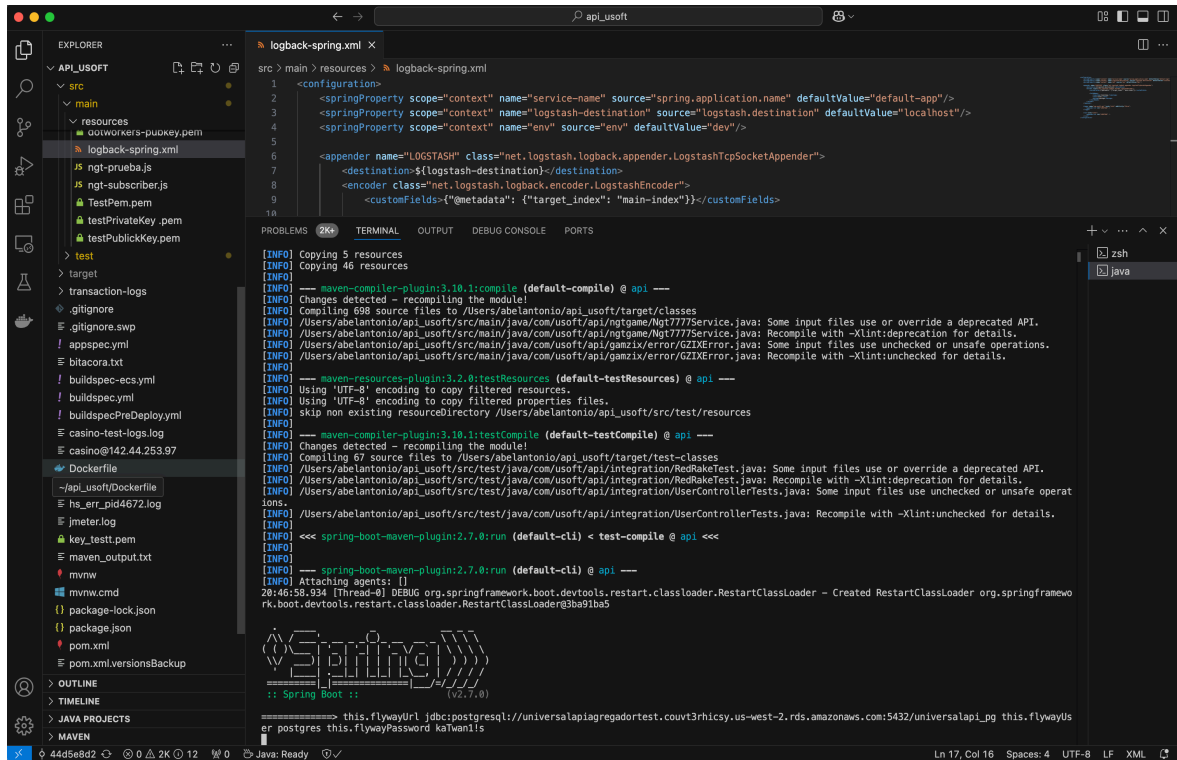 api_usoft
EXPLORER
API_USOFT
src
main
resources
dotworkers-pubkey.pem
logback-spring.xml
JS ngt-prueba.js
JS ngt-subscriber.js
TestPem.pem
testPrivateKey .pem
testPublickKey.pem
test
target
transaction-logs
.gitignore
.gitignore.swp
! appspec.yml
bitacora.txt
! buildspec-ecs.yml
! buildspec.yml
! buildspecPreDeploy.yml
casino-test-logs.log
casino@142.44.253.97
Dockerfile
~/api_usoft/Dockerfile
hs_err_pid4672.log
jmeter.log
key_testt.pem
maven_output.txt
mvnw
mvnw.cmd
{} package-lock.json
{} package.json
pom.xml
pom.xml.versionsBackup
OUTLINE
TIMELINE
JAVA PROJECTS
MAVEN
logback-spring.xml
src > main > resources > logback-spring.xml
1 <configuration>
2 <springProperty scope="context" name="service-name" source="spring.application.name" defaultValue="default-app"/>
3 <springProperty scope="context" name="logstash-destination" source="logstash.destination" defaultValue="localhost"/>
4 <springProperty scope="context" name="env" source="env" defaultValue="dev"/>
5
6 <appender name="LOGSTASH" class="net.logstash.logback.appender.LogstashTcpSocketAppender">
7 <destination>${logstash-destination}</destination>
8 <encoder class="net.logstash.logback.encoder.LogstashEncoder">
9 <customFields>{"@metadata": {"target_index": "main-index"}}</customFields>
10
PROBLEMS 2K+ TERMINAL OUTPUT DEBUG CONSOLE PORTS
zsh
java
[INFO] Copying 5 resources
[INFO] Copying 46 resources
[INFO]
[INFO] --- maven-compiler-plugin:3.10.1:compile (default-compile) @ api ---
[INFO] Changes detected - recompiling the module!
[INFO] Compiling 698 source files to /Users/abelantonio/api_usoft/target/classes
[INFO] /Users/abelantonio/api_usoft/src/main/java/com/usoft/api/ngtgame/Ngt7777Service.java: Some input files use or override a deprecated API.
[INFO] /Users/abelantonio/api_usoft/src/main/java/com/usoft/api/ngtgame/Ngt7777Service.java: Recompile with -Xlint:deprecation for details.
[INFO] /Users/abelantonio/api_usoft/src/main/java/com/usoft/api/gamzix/error/GZIXError.java: Some input files use unchecked or unsafe operations.
[INFO] /Users/abelantonio/api_usoft/src/main/java/com/usoft/api/gamzix/error/GZIXError.java: Recompile with -Xlint:unchecked for details.
[INFO]
[INFO] --- maven-resources-plugin:3.2.0:testResources (default-testResources) @ api ---
[INFO] Using 'UTF-8' encoding to copy filtered resources.
[INFO] Using 'UTF-8' encoding to copy filtered properties files.
[INFO] skip non existing resourceDirectory /Users/abelantonio/api_usoft/src/test/resources
[INFO]
[INFO] --- maven-compiler-plugin:3.10.1:testCompile (default-testCompile) @ api ---
[INFO] Changes detected - recompiling the module!
[INFO] Compiling 67 source files to /Users/abelantonio/api_usoft/target/test-classes
[INFO] /Users/abelantonio/api_usoft/src/test/java/com/usoft/api/integration/RedRakeTest.java: Some input files use or override a deprecated API.
[INFO] /Users/abelantonio/api_usoft/src/test/java/com/usoft/api/integration/RedRakeTest.java: Recompile with -Xlint:deprecation for details.
[INFO] /Users/abelantonio/api_usoft/src/test/java/com/usoft/api/integration/UserControllerTests.java: Some input files use unchecked or unsafe operat
ions.
[INFO] /Users/abelantonio/api_usoft/src/test/java/com/usoft/api/integration/UserControllerTests.java: Recompile with -Xlint:unchecked for details.
[INFO]
[INFO] <<< spring-boot-maven-plugin:2.7.0:run (default-cli) < test-compile @ api <<<
[INFO]
[INFO]
[INFO] --- spring-boot-maven-plugin:2.7.0:run (default-cli) @ api ---
[INFO] Attaching agents: []
20:46:58.934 [Thread-0] DEBUG org.springframework.boot.devtools.restart.classloader.RestartClassLoader - Created RestartClassLoader org.springframewo
rk.boot.devtools.restart.classloader.RestartClassLoader@3ba91ba5
Spring
:: Spring Boot :: (v2.7.0)
=============> this.flywayUrl jdbc:postgresql://universalapiagregadortest.couvt3rhicsy.us-west-2.rds.amazonaws.com:5432/universalapi_pg this.flywayUs
er postgres this.flywayPassword kaTwan1!s
44d5e8d2 0 2K 12 0 Java: Ready
Ln 17, Col 16 Spaces: 4 UTF-8 LF XML